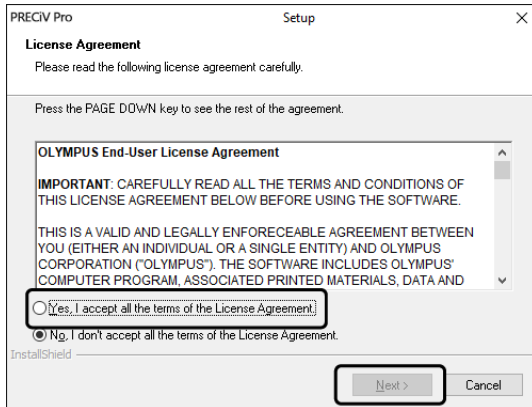 PRECiV Pro Setup
License Agreement
Please read the following license agreement carefully.
Press the PAGE DOWN key to see the rest of the agreement.
OLYMPUS End-User License Agreement
IMPORTANT: CAREFULLY READ ALL THE TERMS AND CONDITIONS OF
THIS LICENSE AGREEMENT BELOW BEFORE USING THE SOFTWARE.
THIS IS A VALID AND LEGALLY ENFORECEABLE AGREEMENT BETWEEN
YOU (EITHER AN INDIVIDUAL OR A SINGLE ENTITY) AND OLYMPUS
CORPORATION ("OLYMPUS"). THE SOFTWARE INCLUDES OLYMPUS'
COMPUTER PROGRAM, ASSOCIATED PRINTED MATERIALS, DATA AND
Yes, I accept all the terms of the License Agreement.
No, I don't accept all the terms of the License Agreement.
InstallShield
Next > Cancel